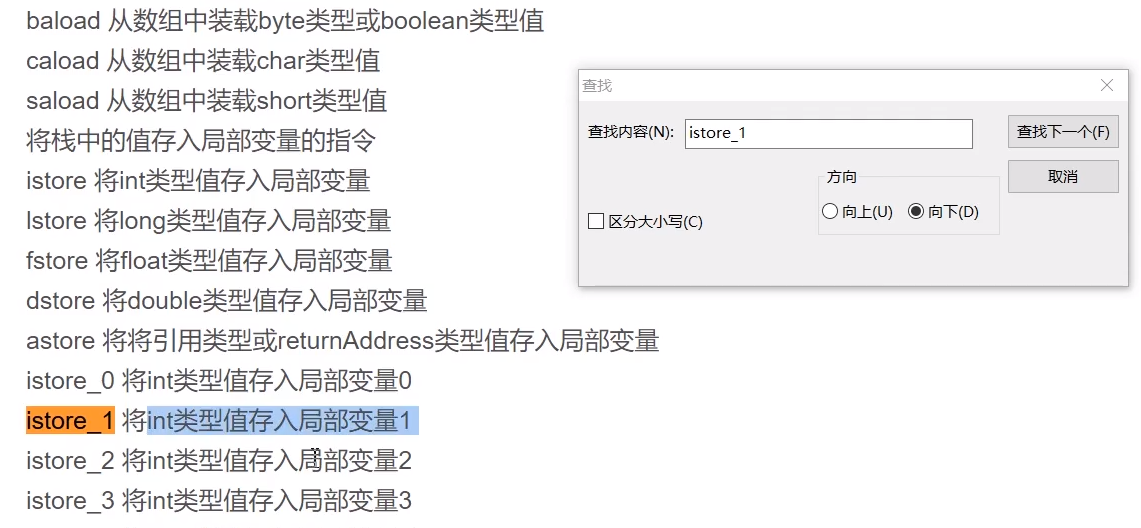 baload 从数组中装载byte类型或boolean类型值
caload 从数组中装载char类型值
saload 从数组中装载short类型值
将栈中的值存入局部变量的指令
istore 将int类型值存入局部变量
lstore 将long类型值存入局部变量
fstore 将float类型值存入局部变量
dstore 将double类型值存入局部变量
astore 将将引用类型或returnAddress类型值存入局部变量
istore_0 将int类型值存入局部变量0
istore_1 将int类型值存入局部变量1
istore_2 将int类型值存入局部变量2
istore_3 将int类型值存入局部变量3
查找
查找内容(N): istore_1 查找下一个(F)
方向 取消
向上(U) 向下(D)
区分大小写(C)